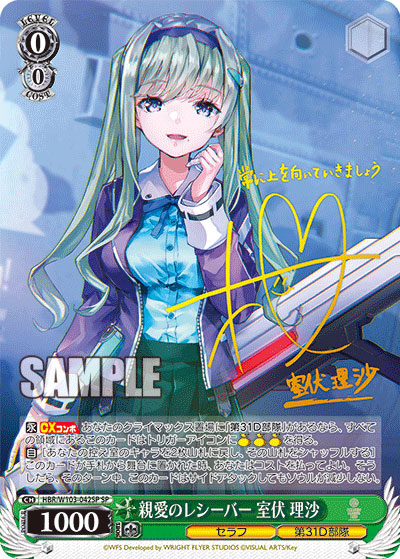 LEVEL
0
0
COST
常に上を向いていきましょう
室伏 理沙
SAMPLE
永 CXコンボ あなたのクライマックス置場に「第31D部隊」があるなら、すべ
ての領域にあるこのカードはトリガーアイコンに を得る。
自 【あなたの控え室のキャラを2枚山札に戻し、その山札をシャッフルする】
このカードが手札から舞台に置かれた時、あなたはコストを払ってよい。そう
したら、そのターン中、このカードはサイドアタックしてもソウルが減少しない。
CH HBR/W103-042SP SP
1000
親愛のレシーバー 室伏 理沙
セラフ
第31D部隊
©WFS Developed by WRIGHT FLYER STUDIOS ©VISUAL ARTS/Key